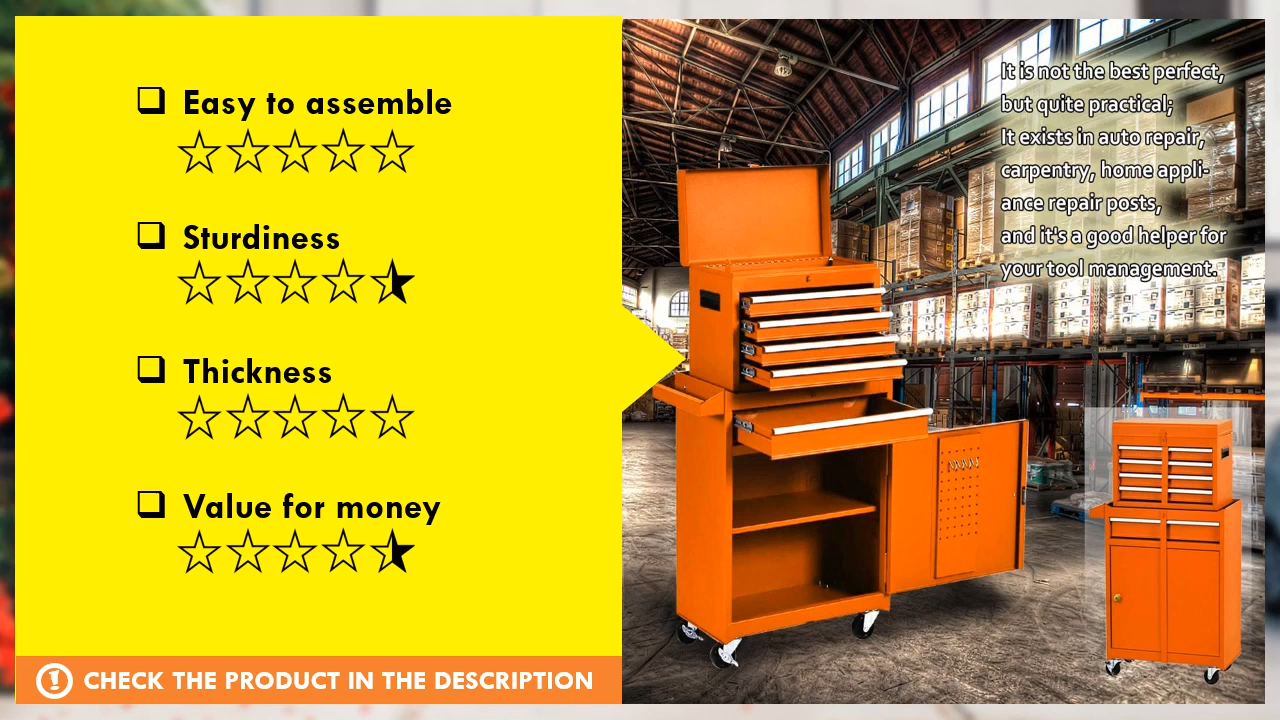 Easy to assemble
Sturdiness
Thickness
Value for money
CHECK THE PRODUCT IN THE DESCRIPTION
It is not the best perfect,
but quite practical;
It exists in auto repair,
carpentry, home appli-
ance repair posts,
and it's a good helper for
your tool management.